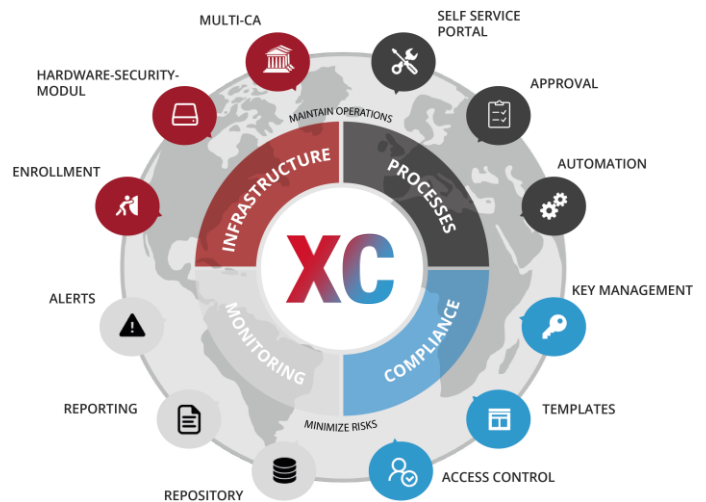 MULTI-CA
SELF SERVICE
PORTAL
HARDWARE-SECURITY-
MODUL
APPROVAL
MAINTAIN OPERATIONS
ENROLLMENT
AUTOMATION
INFRASTRUCTURE
PROCESSES
XC
ALERTS
KEY MANAGEMENT
MONITORING
COMPLIANCE
REPORTING
TEMPLATES
MINIMIZE RISKS
REPOSITORY
ACCESS CONTROL